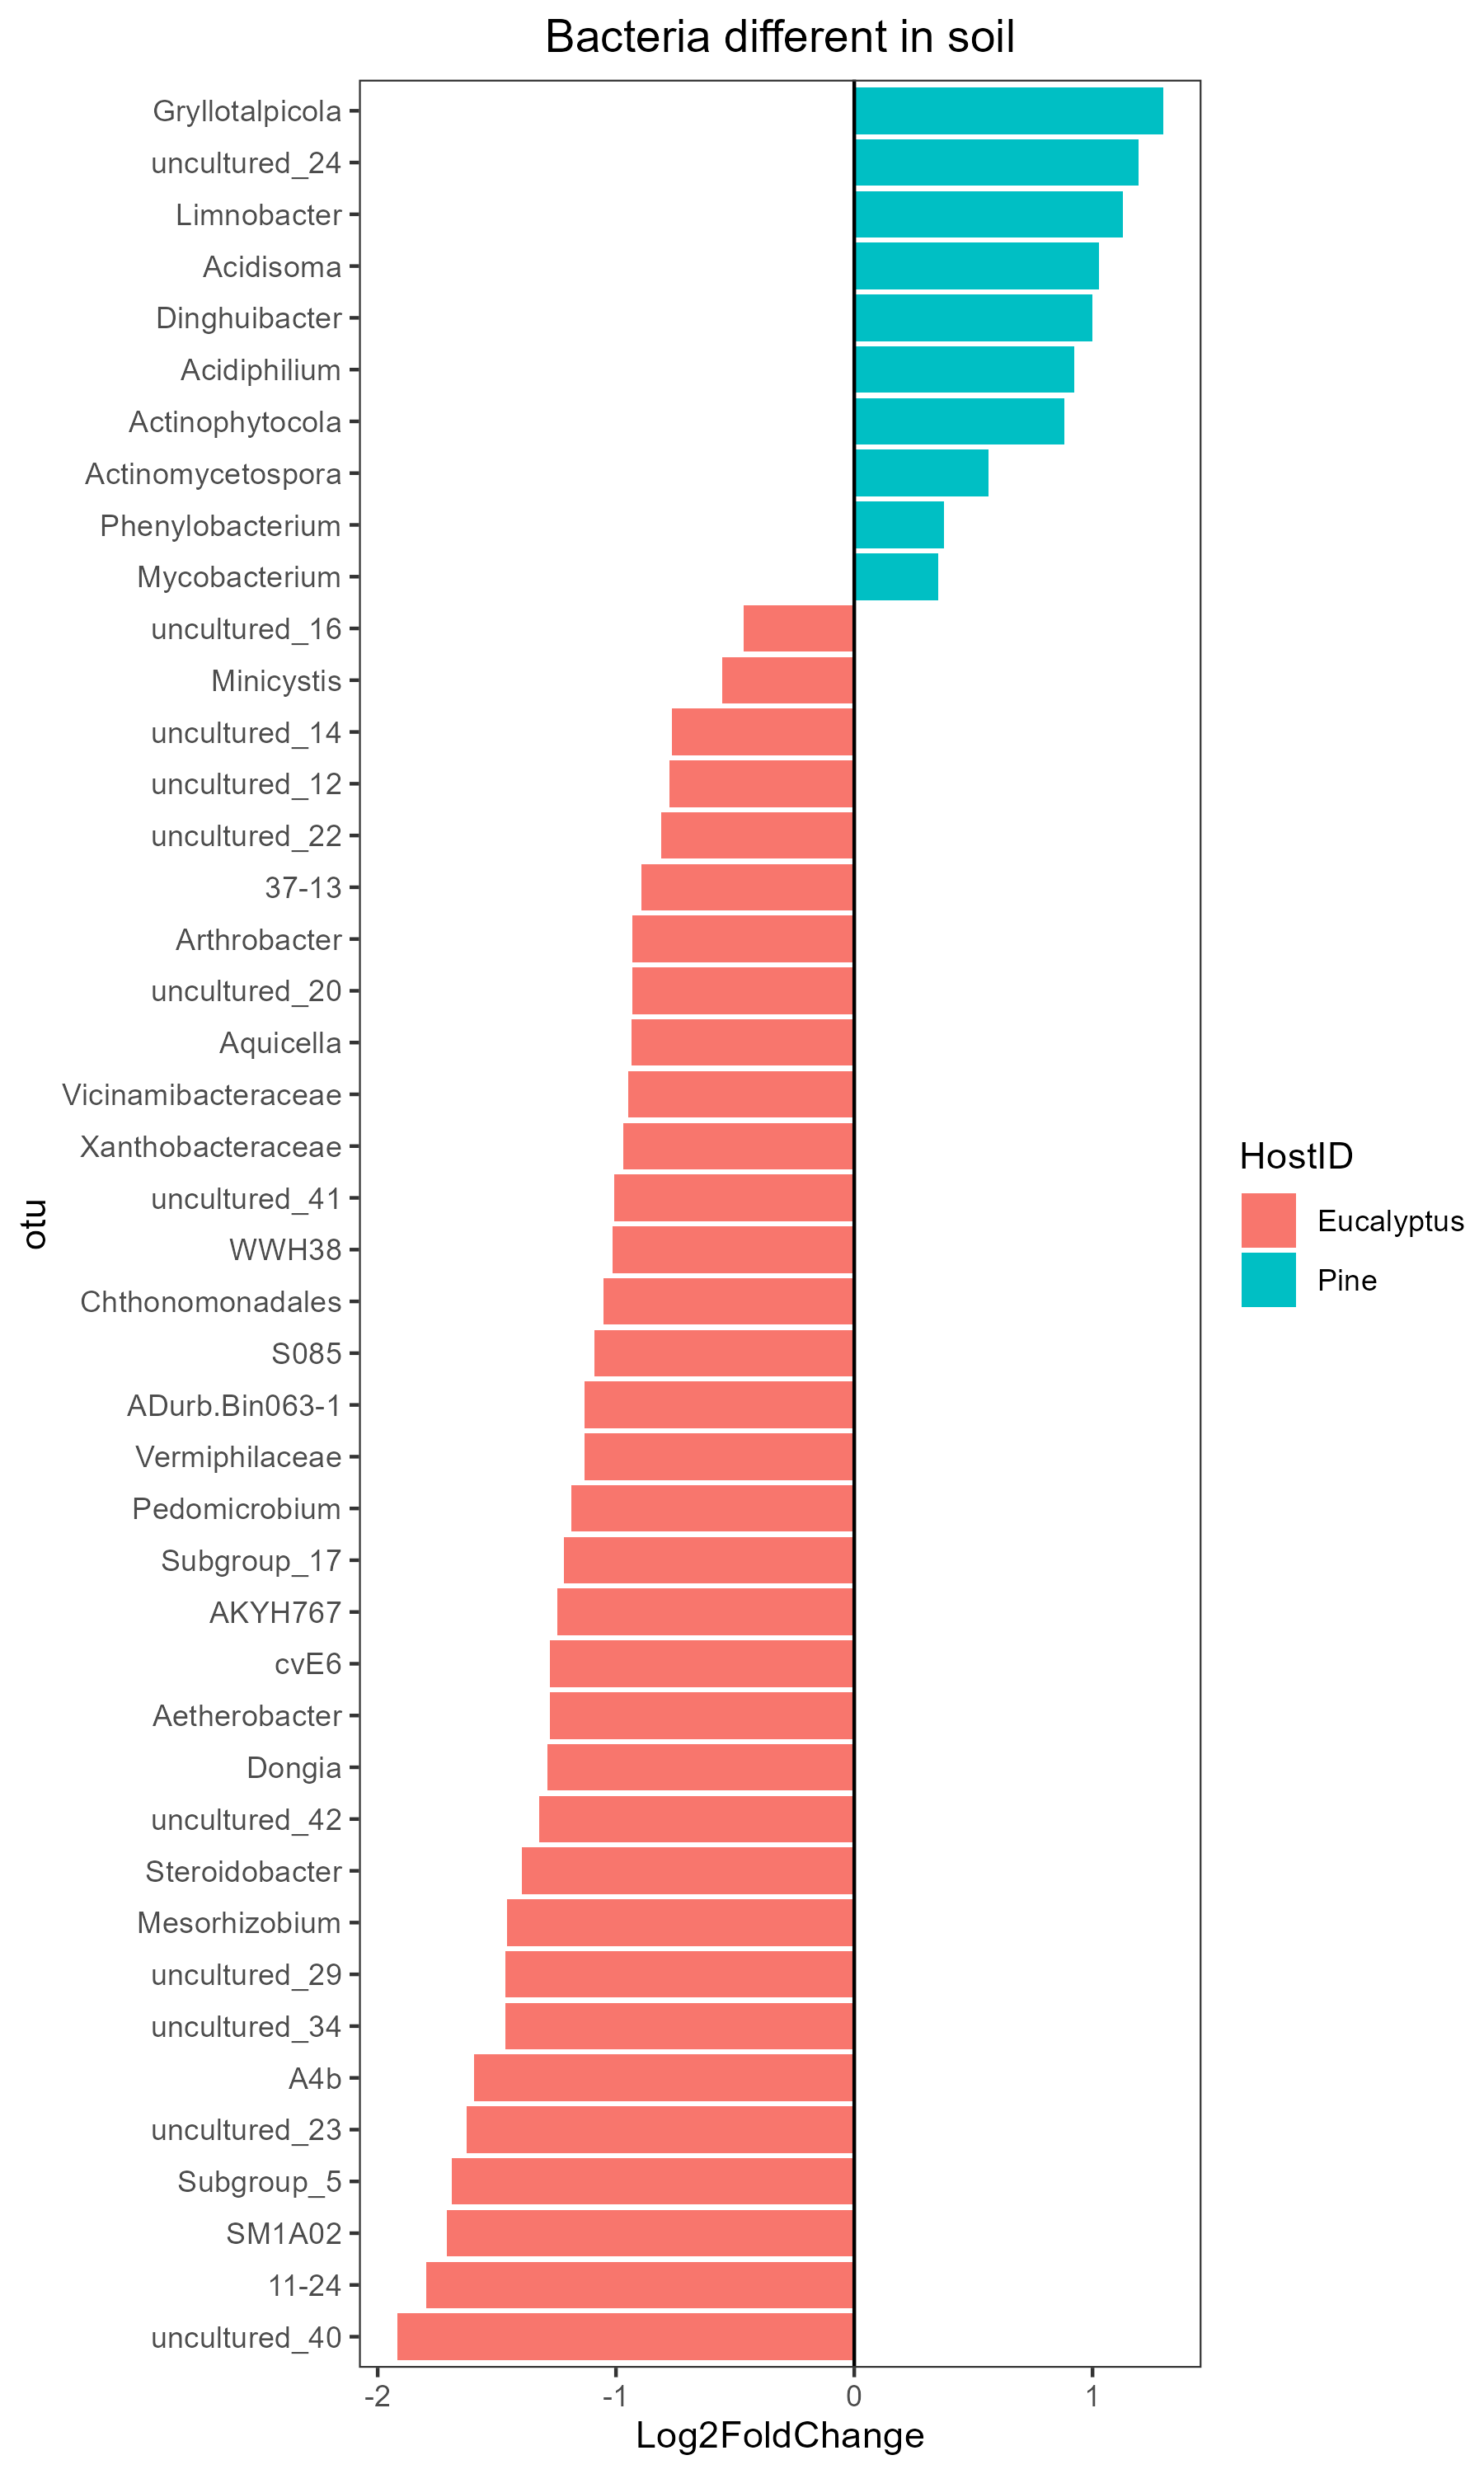 Bacteria different in soil
Gryllotalpicola
uncultured_24
Limnobacter
Acidisoma
Dinghuibacter
Acidiphilium
Actinophytocola
Actinomycetospora
Phenylobacterium
Mycobacterium
uncultured_16
Minicystis
uncultured_14
uncultured_12
uncultured_22
37-13
Arthrobacter
uncultured_20
Aquicella
Vicinamibacteraceae
Xanthobacteraceae
uncultured_41
WWH38
Chthonomonadales
S085
ADurb.Bin063-1
Vermiphilaceae
Pedomicrobium
Subgroup_17
AKYH767
cvE6
Aetherobacter
Dongia
uncultured_42
Steroidobacter
Mesorhizobium
uncultured_29
uncultured_34
A4b
uncultured_23
Subgroup_5
SM1A02
11-24
uncultured_40
otu
-2 -1 0 1
Log2FoldChange
HostID
Eucalyptus
Pine